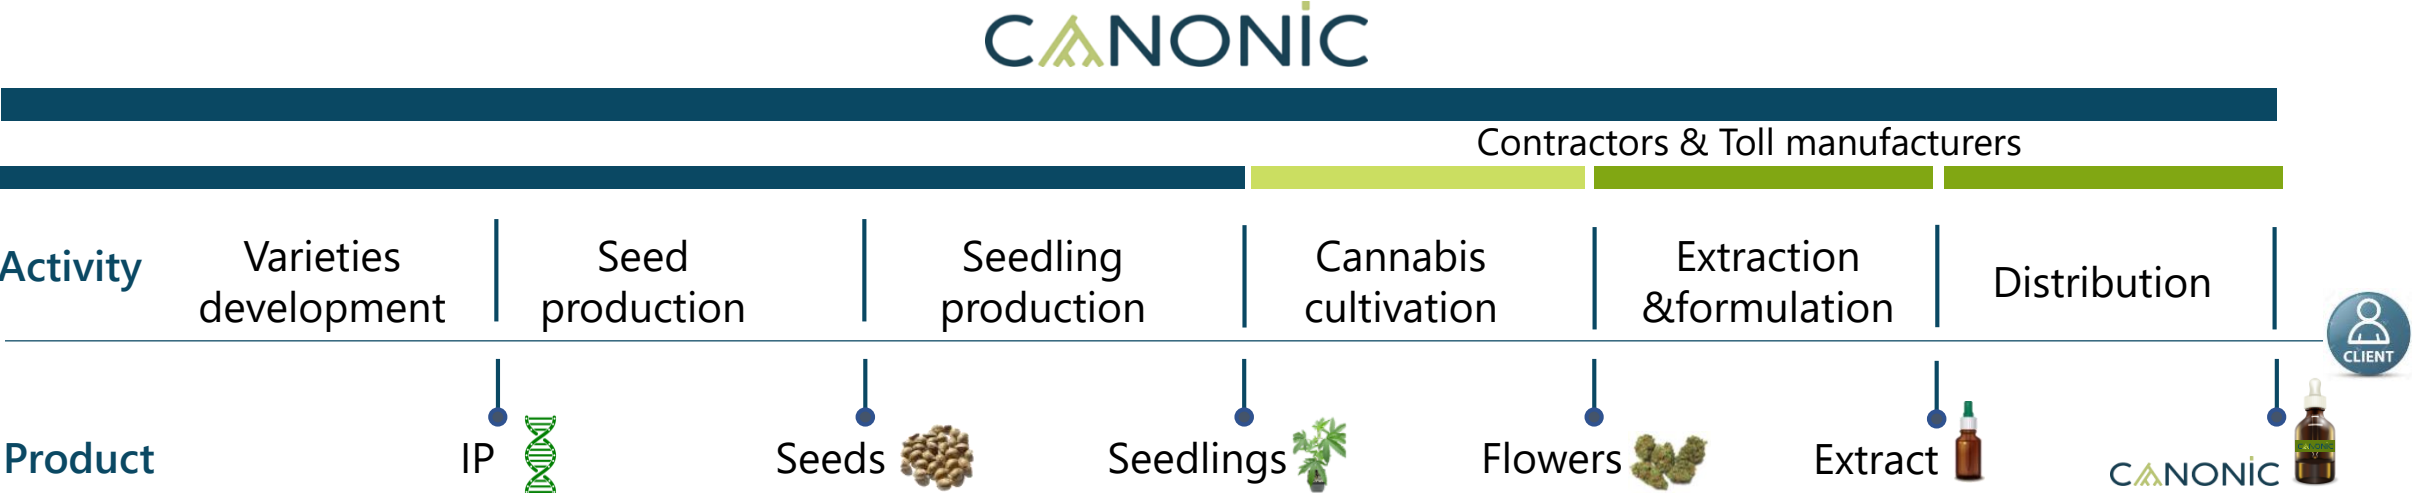 CANONIC
Contractors & Toll manufacturers
Activity
Varieties
development
Seed
production
Seedling
production
Cannabis
cultivation
Extraction
&formulation
Distribution
CLIENT
Product
IP
Seeds
Seedlings
Flowers
Extract
CANONIC
CANONIC